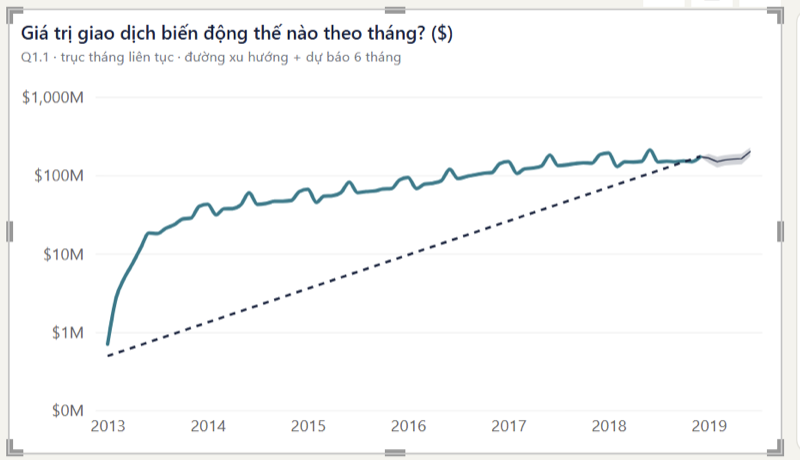 Giá trị giao dịch biến động thế nào theo tháng? ($)
Q1.1 · trục tháng liên tục · đường xu hướng + dự báo 6 tháng
$1,000M
$100M
$10M
$1M
$0M
2013 2014 2015 2016 2017 2018 2019